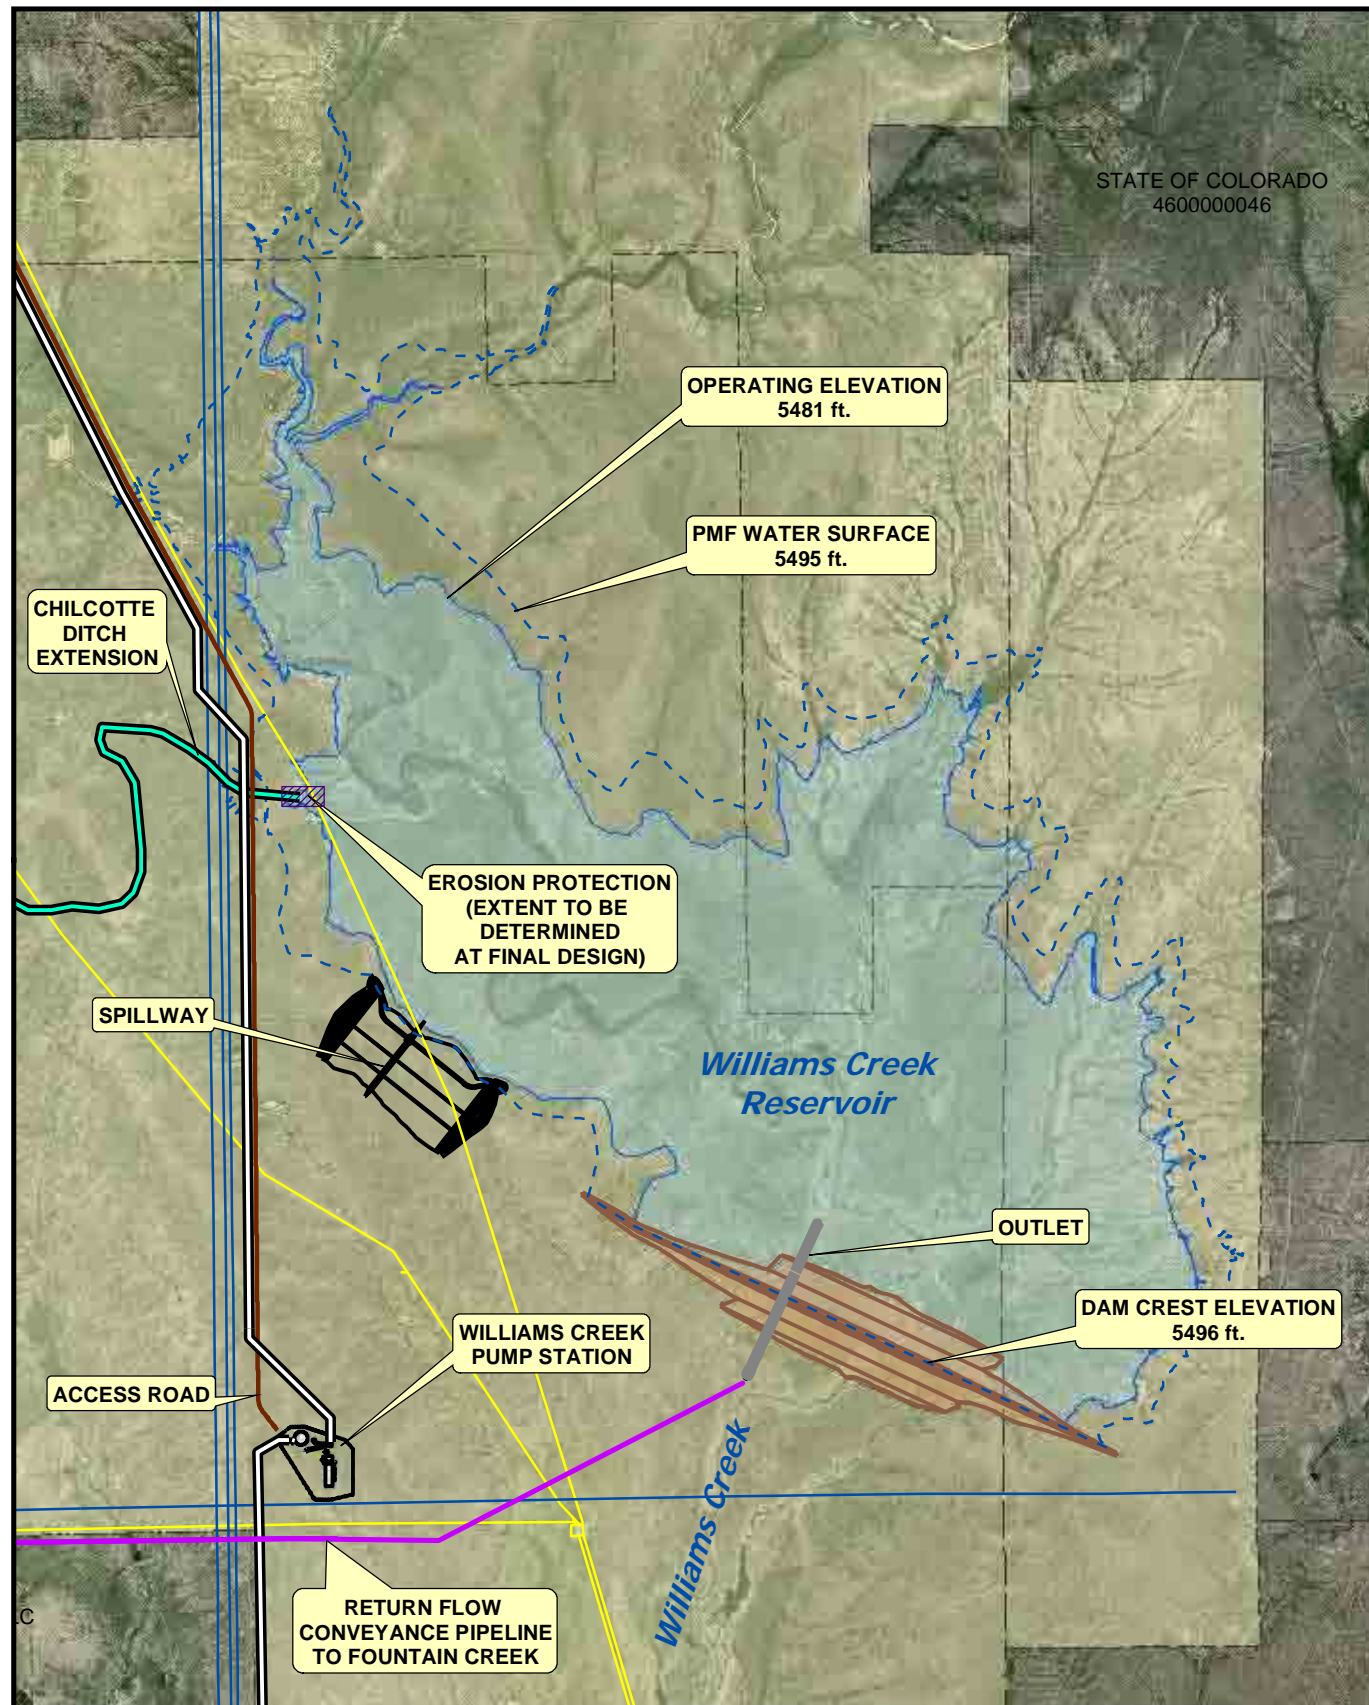 STATE OF COLORADO
4600000046
OPERATING ELEVATION
5481 ft.
PMF WATER SURFACE
5495 ft.
CHILCOTTE
DITCH
EXTENSION
EROSION PROTECTION
(EXTENT TO BE
DETERMINED
AT FINAL DESIGN)
SPILLWAY
Williams Creek
Reservoir
OUTLET
DAM CREST ELEVATION
5496 ft.
WILLIAMS CREEK
PUMP STATION
ACCESS ROAD
Williams Creek
RETURN FLOW
CONVEYANCE PIPELINE
TO FOUNTAIN CREEK
LC